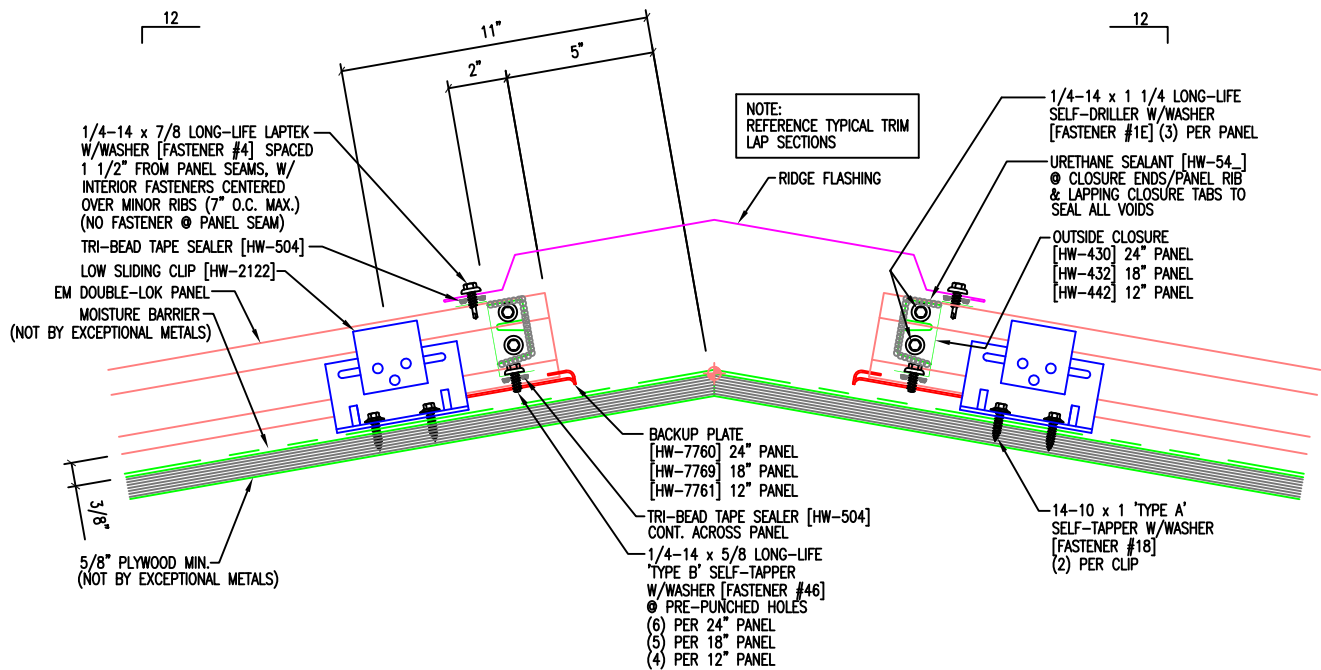 12
12
11"
2"
5"
NOTE:
REFERENCE TYPICAL TRIM
LAP SECTIONS
RIDGE FLASHING
1/4-14 x 7/8 LONG-LIFE LAPTEK
W/WASHER [FASTENER #4] SPACED
1 1/2" FROM PANEL SEAMS, W/
INTERIOR FASTENERS CENTERED
OVER MINOR RIBS (7" O.C. MAX.)
(NO FASTENER @ PANEL SEAM)
TRI-BEAD TAPE SEALER [HW-504]
LOW SLIDING CLIP [HW-2122]
EM DOUBLE-LOK PANEL
MOISTURE BARRIER
(NOT BY EXCEPTIONAL METALS)
3/8"
5/8" PLYWOOD MIN.
(NOT BY EXCEPTIONAL METALS)
1/4-14 x 1 1/4 LONG-LIFE
SELF-DRILLER W/WASHER
[FASTENER #1E] (3) PER PANEL
URETHANE SEALANT [HW-54_]
@ CLOSURE ENDS/PANEL RIB
& LAPPING CLOSURE TABS TO
SEAL ALL VOIDS
OUTSIDE CLOSURE
[HW-430] 24" PANEL
[HW-432] 18" PANEL
[HW-442] 12" PANEL
BACKUP PLATE
[HW-7760] 24" PANEL
[HW-7769] 18" PANEL
[HW-7761] 12" PANEL
TRI-BEAD TAPE SEALER [HW-504]
CONT. ACROSS PANEL
1/4-14 x 5/8 LONG-LIFE
'TYPE B' SELF-TAPPER
W/WASHER [FASTENER #46]
@ PRE-PUNCHED HOLES
(6) PER 24" PANEL
(5) PER 18" PANEL
(4) PER 12" PANEL
14-10 x 1 'TYPE A'
SELF-TAPPER W/WASHER
[FASTENER #18]
(2) PER CLIP